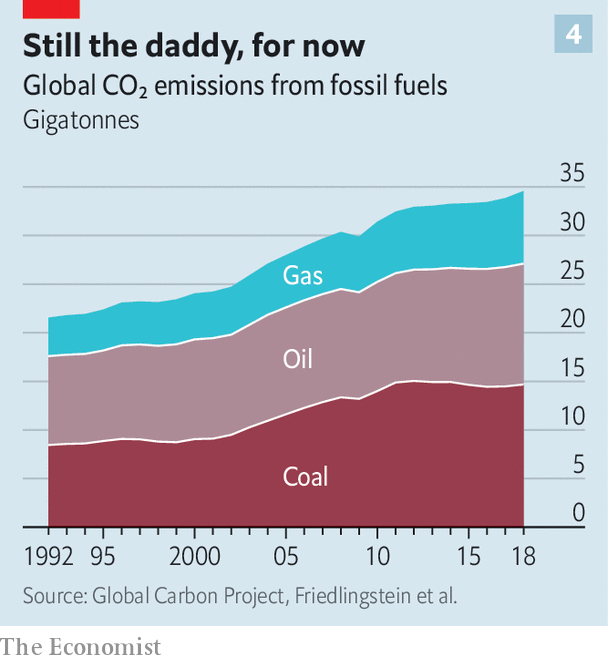 Still the daddy, for now
4
Global CO₂ emissions from fossil fuels
Gigatonnes
35
30
Gas
25
20
Oil
15
10
Coal
5
0
1992 95 2000 05 10 15 18
Source: Global Carbon Project, Friedlingstein et al.
The Economist